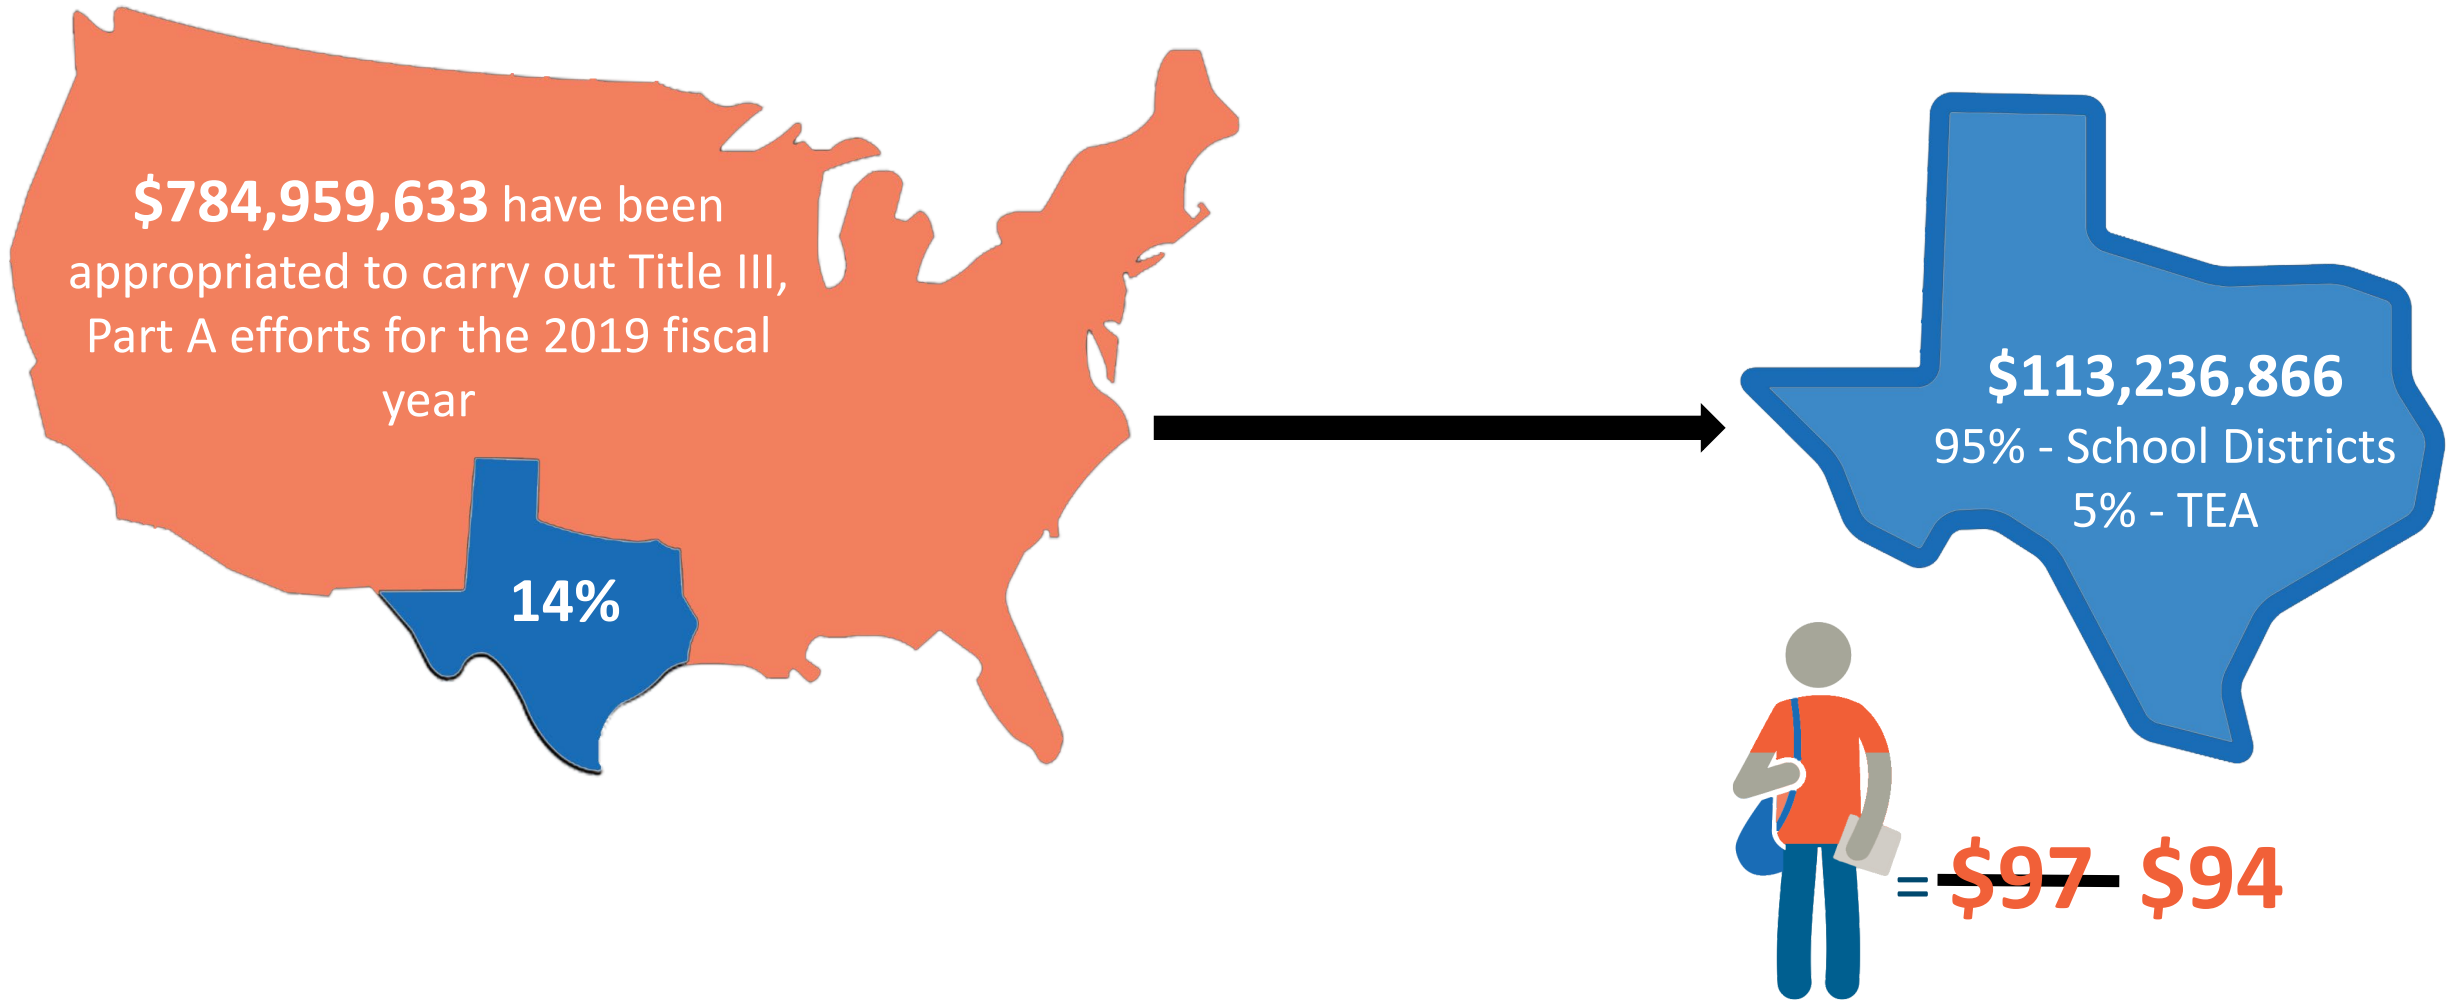 $784,959,633 have been
appropriated to carry out Title III,
Part A efforts for the 2019 fiscal
year
14%
$113,236,866
95% - School Districts
5% - TEA
= $97 $94